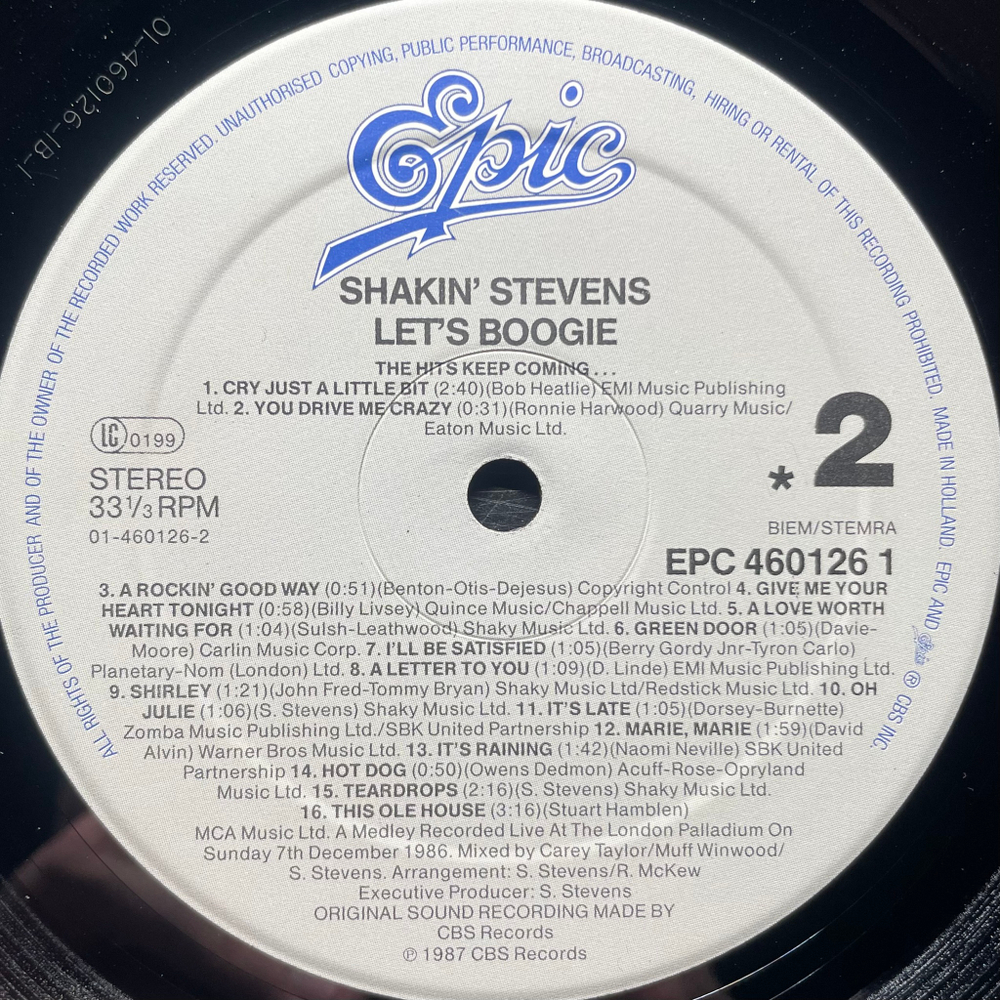 01-460126-1B-1
ALL RIGHTS OF THE PRODUCER AND OF THE OWNER OF THE RECORDED WORK RESERVED. UNAUTHORISED COPYING, PUBLIC PERFORMANCE, BROADCASTING, HIRING OR RENTAL OF THIS RECORDING PROHIBITED. MADE IN HOLLAND. EPIC AND Epic ® CBS INC.
Epic
SHAKIN' STEVENS
LET'S BOOGIE
THE HITS KEEP COMING...
1. CRY JUST A LITTLE BIT (2:40)(Bob Heatlie) EMI Music Publishing
Ltd. 2. YOU DRIVE ME CRAZY (0:31)(Ronnie Harwood) Quarry Music/
Eaton Music Ltd.
LC 0199
STEREO
33⅓ RPM
01-460126-2
* 2
BIEM/STEMRA
EPC 460126 1
3. A ROCKIN' GOOD WAY (0:51)(Benton-Otis-Dejesus) Copyright Control 4. GIVE ME YOUR
HEART TONIGHT (0:58)(Billy Livsey) Quince Music/Chappell Music Ltd. 5. A LOVE WORTH
WAITING FOR (1:04)(Sulsh-Leathwood) Shaky Music Ltd. 6. GREEN DOOR (1:05)(Davie-
Moore) Carlin Music Corp. 7. I'LL BE SATISFIED (1:05)(Berry Gordy Jnr-Tyron Carlo)
Planetary-Nom (London) Ltd. 8. A LETTER TO YOU (1:09)(D. Linde) EMI Music Publishing Ltd.
9. SHIRLEY (1:21)(John Fred-Tommy Bryan) Shaky Music Ltd/Redstick Music Ltd. 10. OH
JULIE (1:06)(S. Stevens) Shaky Music Ltd. 11. IT'S LATE (1:05)(Dorsey-Burnette)
Zomba Music Publishing Ltd./SBK United Partnership 12. MARIE, MARIE (1:59)(David
Alvin) Warner Bros Music Ltd. 13. IT'S RAINING (1:42)(Naomi Neville) SBK United
Partnership 14. HOT DOG (0:50)(Owens Dedmon) Acuff-Rose-Opryland
Music Ltd. 15. TEARDROPS (2:16)(S. Stevens) Shaky Music Ltd.
16. THIS OLE HOUSE (3:16)(Stuart Hamblen)
MCA Music Ltd. A Medley Recorded Live At The London Palladium On
Sunday 7th December 1986. Mixed by Carey Taylor/Muff Winwood/
S. Stevens. Arrangement: S. Stevens/R. McKew
Executive Producer: S. Stevens
ORIGINAL SOUND RECORDING MADE BY
CBS Records
℗ 1987 CBS Records